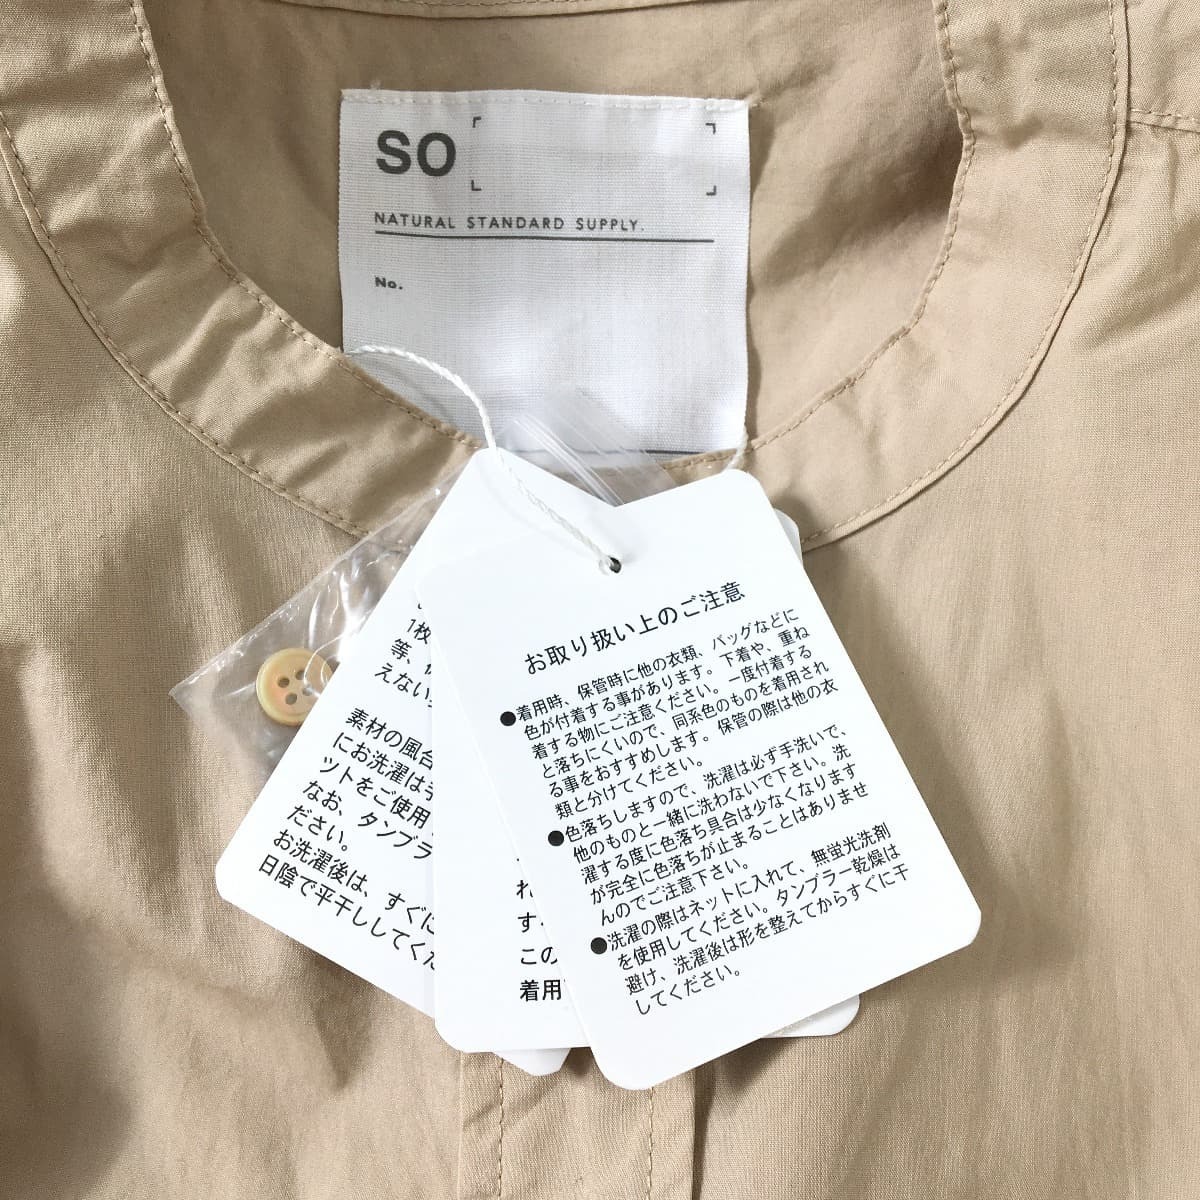 SO
NATURAL STANDARD SUPPLY.
No.
お取り扱い上のご注意
●着用時、保管時に他の衣類、バッグなどに
色が付着する事があります。下着や、重ね
着する物にご注意ください。一度付着する
と落ちにくいので、同系色のものを着用され
る事をおすすめします。保管の際は他の衣
類と分けてください。
●色落ちしますので、洗濯は必ず手洗いで、
他のものと一緒に洗わないで下さい。洗
濯する度に色落ち具合は少なくなります
が完全に色落ちが止まることはありませ
んのでご注意下さい。
●洗濯の際はネットに入れて、無蛍光洗剤
を使用してください。タンブラー乾燥は
避け、洗濯後は形を整えてからすぐに干
してください。
1枚
等、
えない
素材の風合
にお洗濯は手
ットをご使用
なお、タンブラ
ださい。
お洗濯後は、すぐに
日陰で平干ししてくだ
れ
する
この
着用